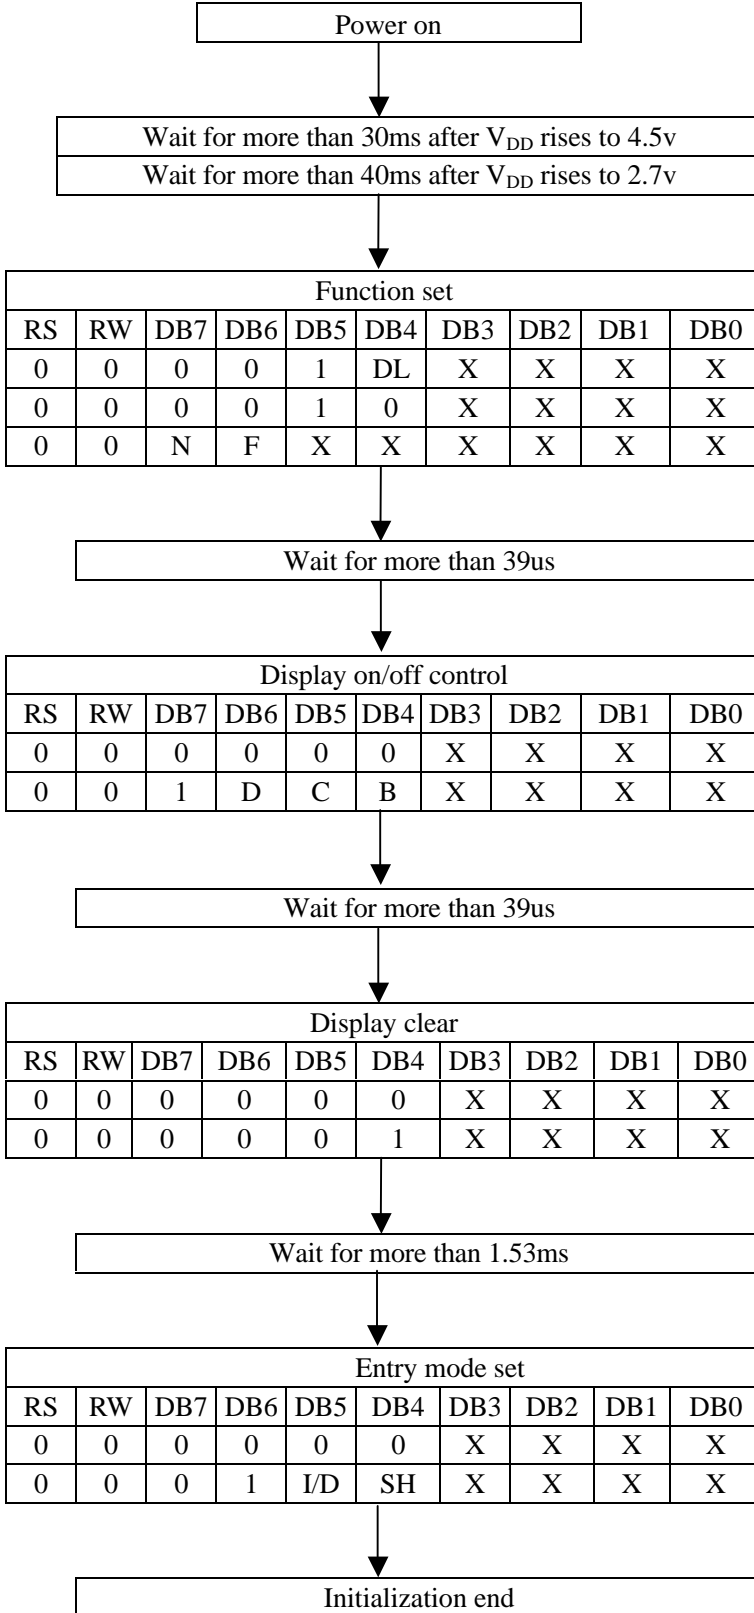 Power on
Wait for more than 30ms after VDD rises to 4.5v
Wait for more than 40ms after VDD rises to 2.7v
Function set
RS RW DB7 DB6 DB5 DB4 DB3 DB2 DB1 DB0
0 0 0 0 1 DL X X X X
0 0 0 0 1 0 X X X X
0 0 N F X X X X X X
Wait for more than 39us
Display on/off control
RS RW DB7 DB6 DB5 DB4 DB3 DB2 DB1 DB0
0 0 0 0 0 0 X X X X
0 0 1 D C B X X X X
Wait for more than 39us
Display clear
RS RW DB7 DB6 DB5 DB4 DB3 DB2 DB1 DB0
0 0 0 0 0 0 X X X X
0 0 0 0 0 1 X X X X
Wait for more than 1.53ms
Entry mode set
RS RW DB7 DB6 DB5 DB4 DB3 DB2 DB1 DB0
0 0 0 0 0 0 X X X X
0 0 0 1 I/D SH X X X X
Initialization end